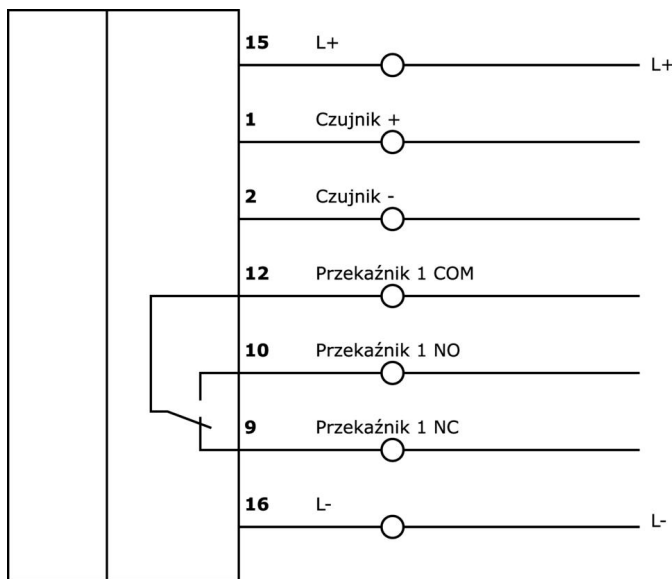 15 L+
L+
1 Czujnik +
2 Czujnik -
12 Przekaźnik 1 COM
10 Przekaźnik 1 NO
9 Przekaźnik 1 NC
16 L-
L-